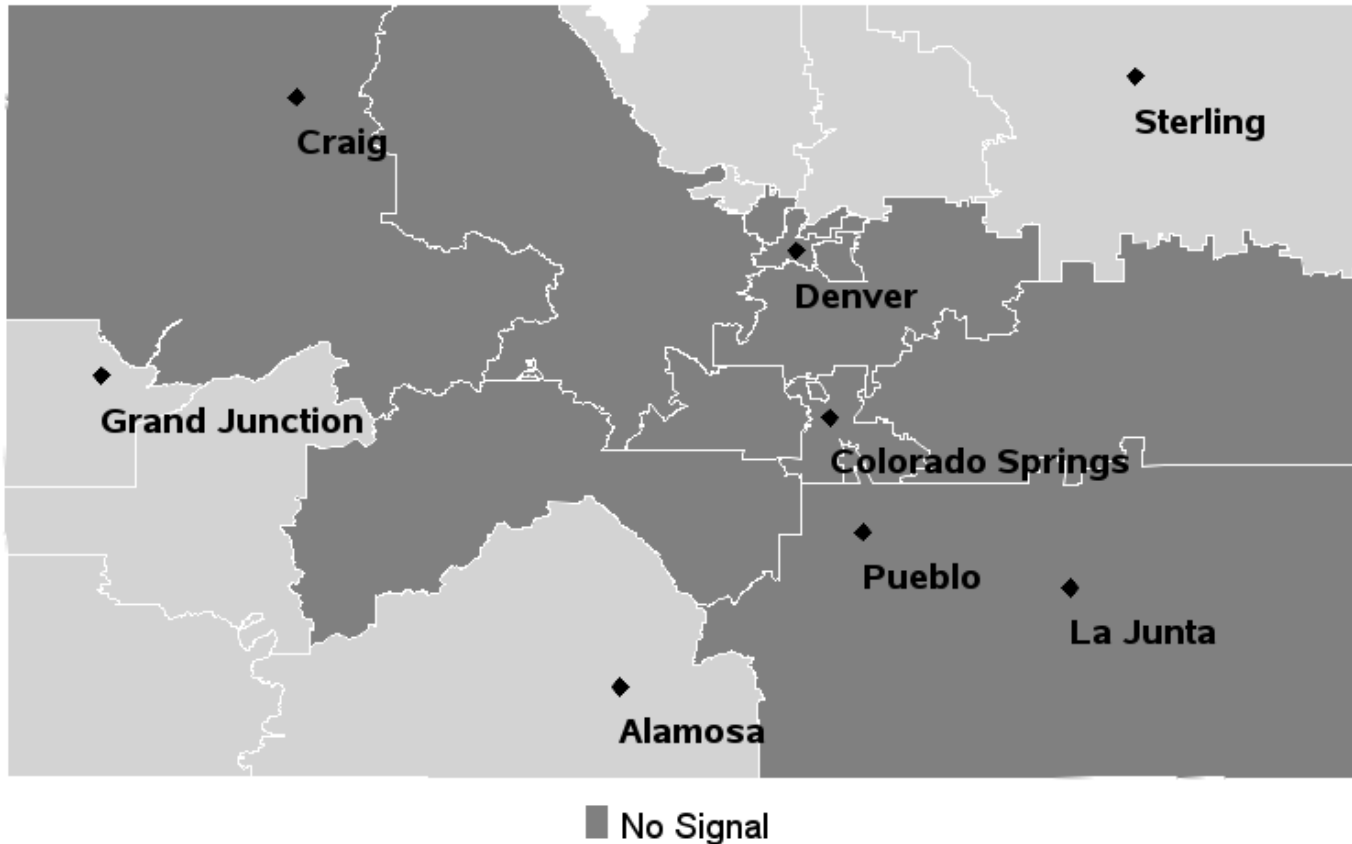 Sterling
Craig
Denver
Grand Junction
Colorado Springs
Pueblo
La Junta
Alamosa
No Signal